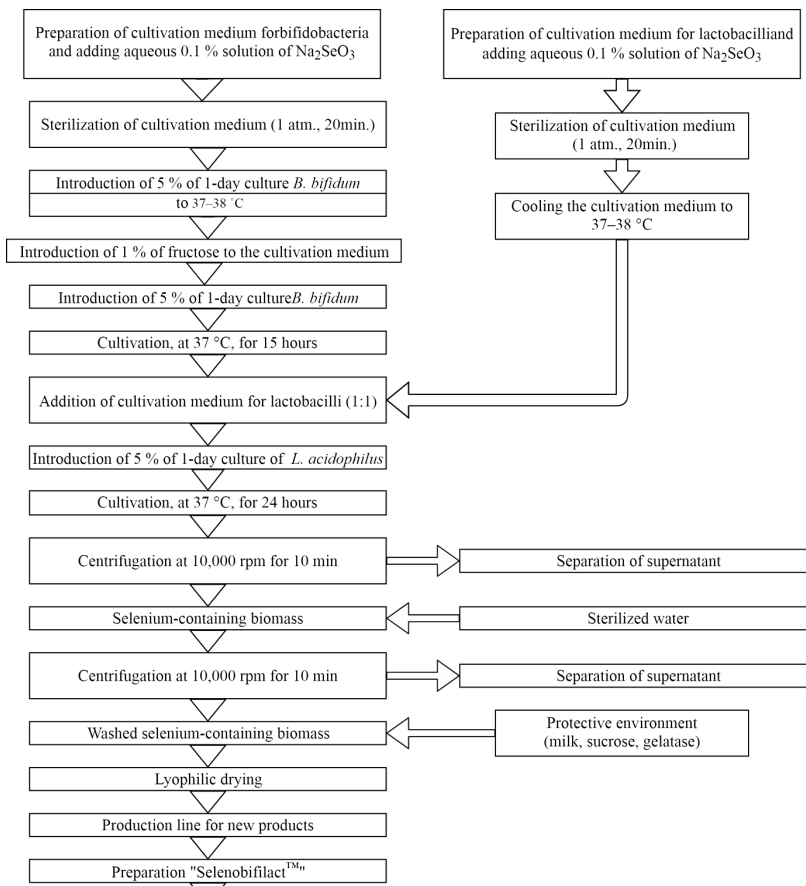 Preparation of cultivation medium forbifidobacteria
and adding aqueous 0.1 % solution of Na₂SeO₃
Sterilization of cultivation medium (1 atm., 20min.)
Introduction of 5 % of 1-day culture B. bifidum
to 37–38 °C
Introduction of 1 % of fructose to the cultivation medium
Introduction of 5 % of 1-day cultureB. bifidum
Cultivation, at 37 °C, for 15 hours
Preparation of cultivation medium for lactobacilliand
adding aqueous 0.1 % solution of Na₂SeO₃
Sterilization of cultivation medium
(1 atm., 20min.)
Cooling the cultivation medium to
37–38 °C
Addition of cultivation medium for lactobacilli (1:1)
Introduction of 5 % of 1-day culture of L. acidophilus
Cultivation, at 37 °C, for 24 hours
Centrifugation at 10,000 rpm for 10 min
Separation of supernatant
Selenium-containing biomass
Sterilized water
Centrifugation at 10,000 rpm for 10 min
Separation of supernatant
Washed selenium-containing biomass
Protective environment
(milk, sucrose, gelatase)
Lyophilic drying
Production line for new products
Preparation "Selenobifilact™"